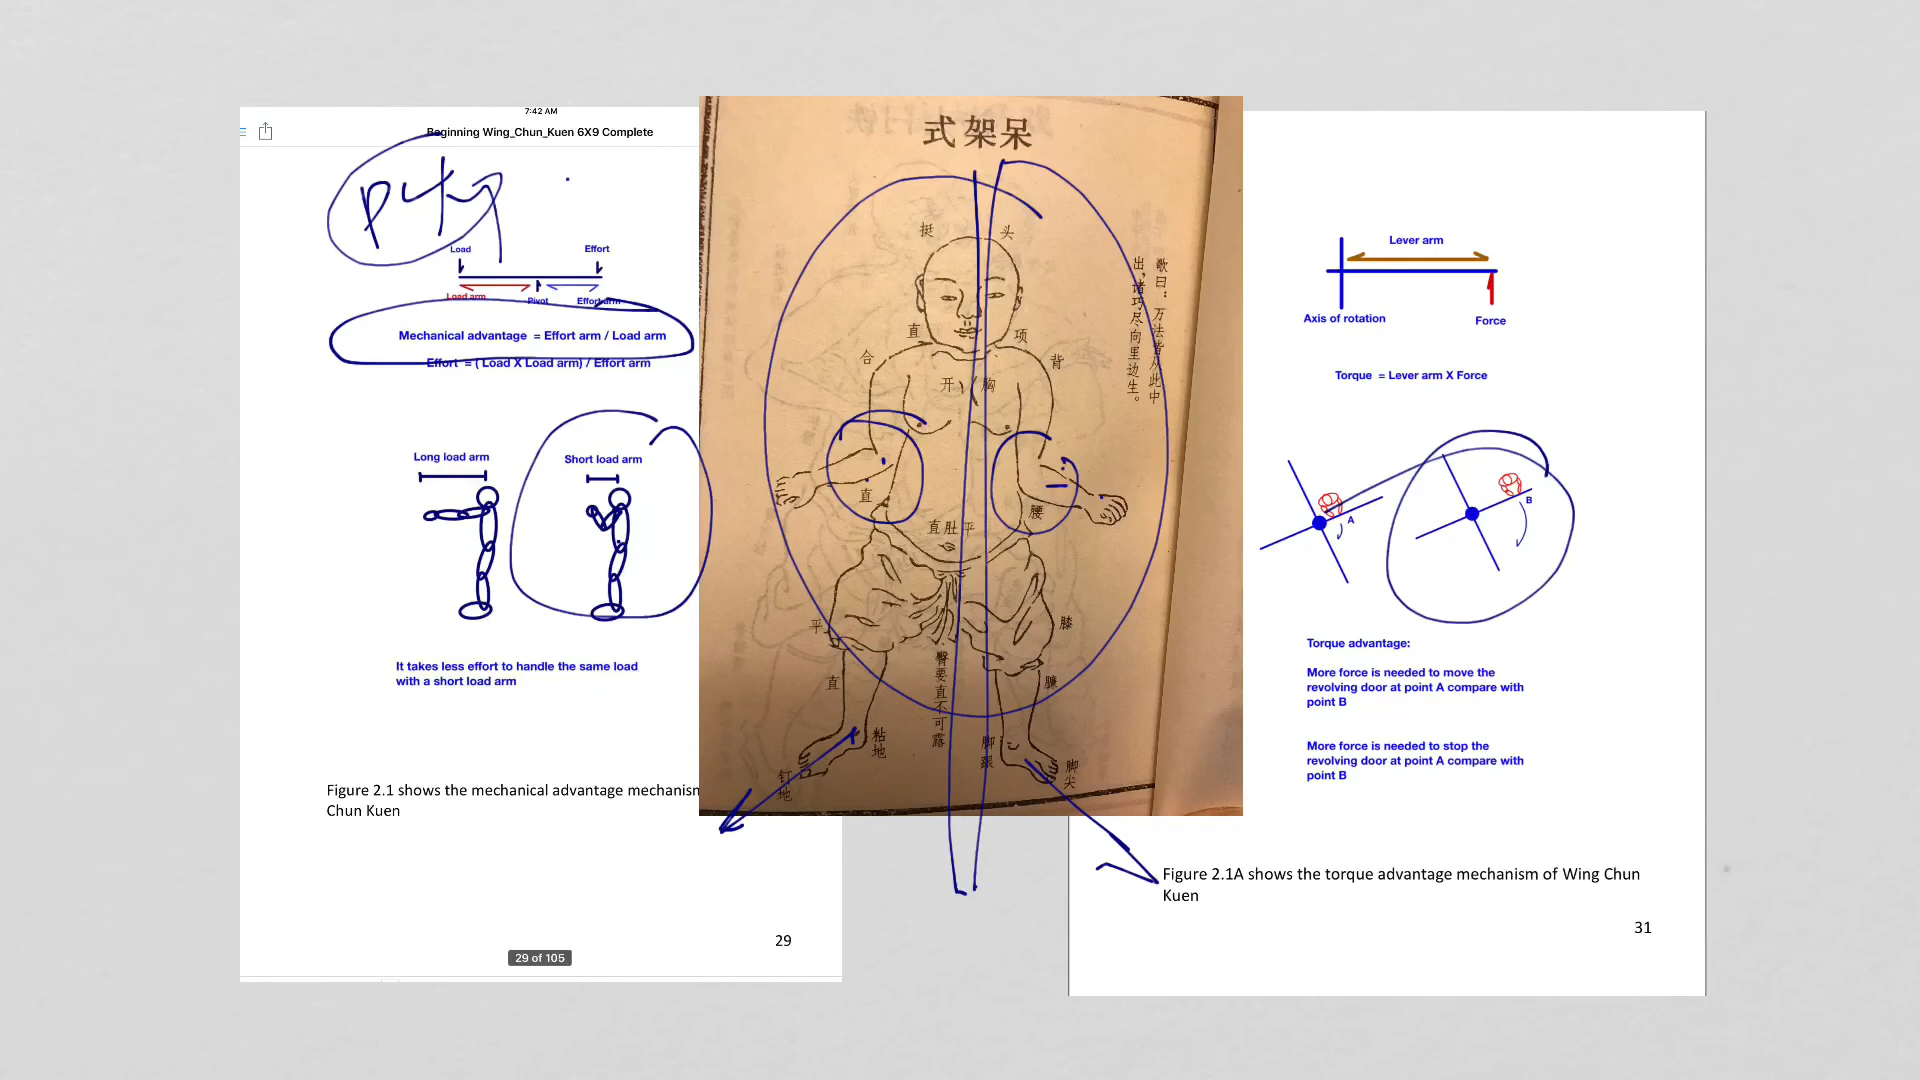 7:42 AM
Beginning Wing_Chun_Kuen 6X9 Complete
Load
Effort
Load arm
Pivot
Effort arm
Mechanical advantage = Effort arm / Load arm
Effort = ( Load X Load arm) / Effort arm
Long load arm
Short load arm
It takes less effort to handle the same load
with a short load arm
Figure 2.1 shows the mechanical advantage mechanism
Chun Kuen
29
29 of 105
式架呆
歌曰：万法皆从此中
出，诸巧尽向里边生。
头
挺
项
直
背
合
开
胸
直
腰
直肚平
膝
平
臁
直
臀要直不可露
粘地
脚跟
脚尖
钉地
Lever arm
Axis of rotation
Force
Torque = Lever arm X Force
A
B
Torque advantage:
More force is needed to move the
revolving door at point A compare with
point B
More force is needed to stop the
revolving door at point A compare with
point B
Figure 2.1A shows the torque advantage mechanism of Wing Chun
Kuen
31